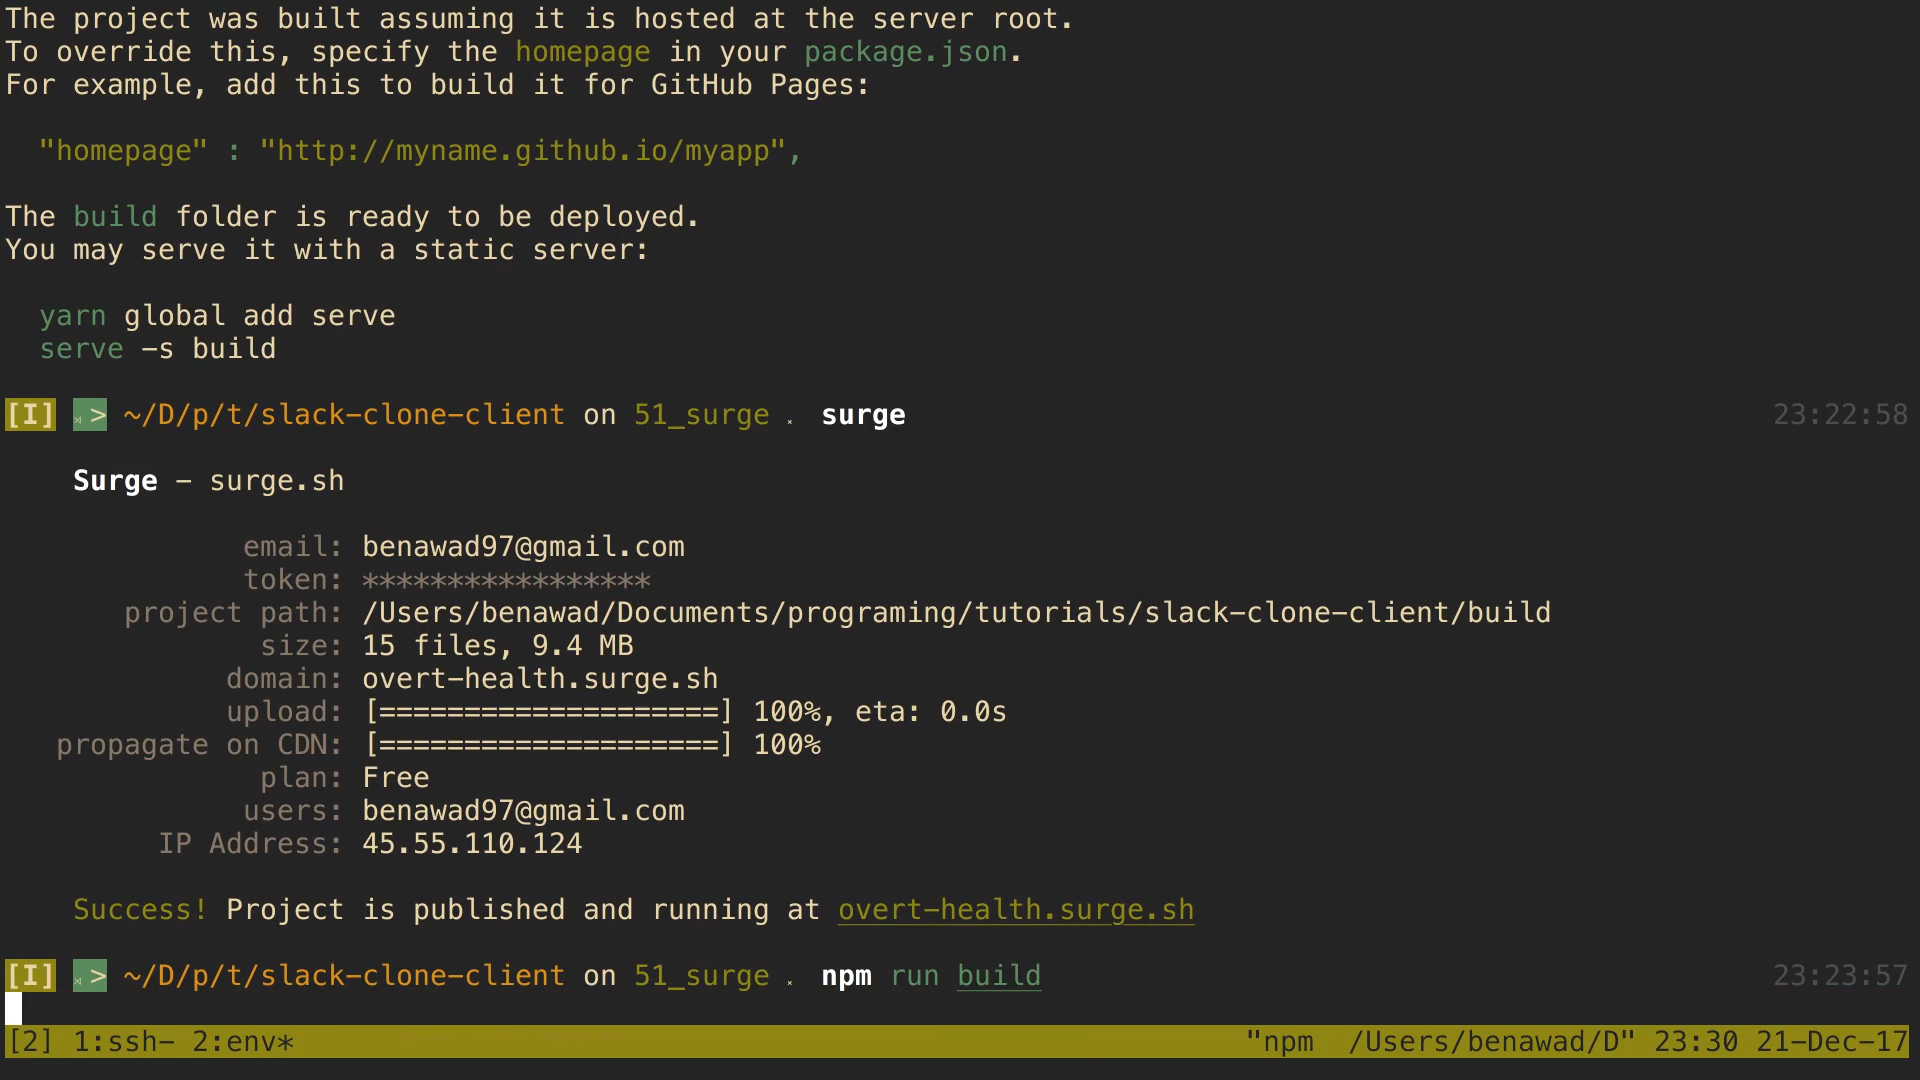 The project was built assuming it is hosted at the server root.
To override this, specify the homepage in your package.json.
For example, add this to build it for GitHub Pages:
"homepage" : "http://myname.github.io/myapp",
The build folder is ready to be deployed.
You may serve it with a static server:
yarn global add serve
serve -s build
[I] > ~/D/p/t/slack-clone-client on 51_surge . surge 23:22:58
Surge - surge.sh
email: benawad97@gmail.com
token: *****************
project path: /Users/benawad/Documents/programing/tutorials/slack-clone-client/build
size: 15 files, 9.4 MB
domain: overt-health.surge.sh
upload: [====================] 100%, eta: 0.0s
propagate on CDN: [====================] 100%
plan: Free
users: benawad97@gmail.com
IP Address: 45.55.110.124
Success! Project is published and running at overt-health.surge.sh
[I] > ~/D/p/t/slack-clone-client on 51_surge . npm run build 23:23:57
[2] 1:ssh- 2:env* "npm /Users/benawad/D" 23:30 21-Dec-17